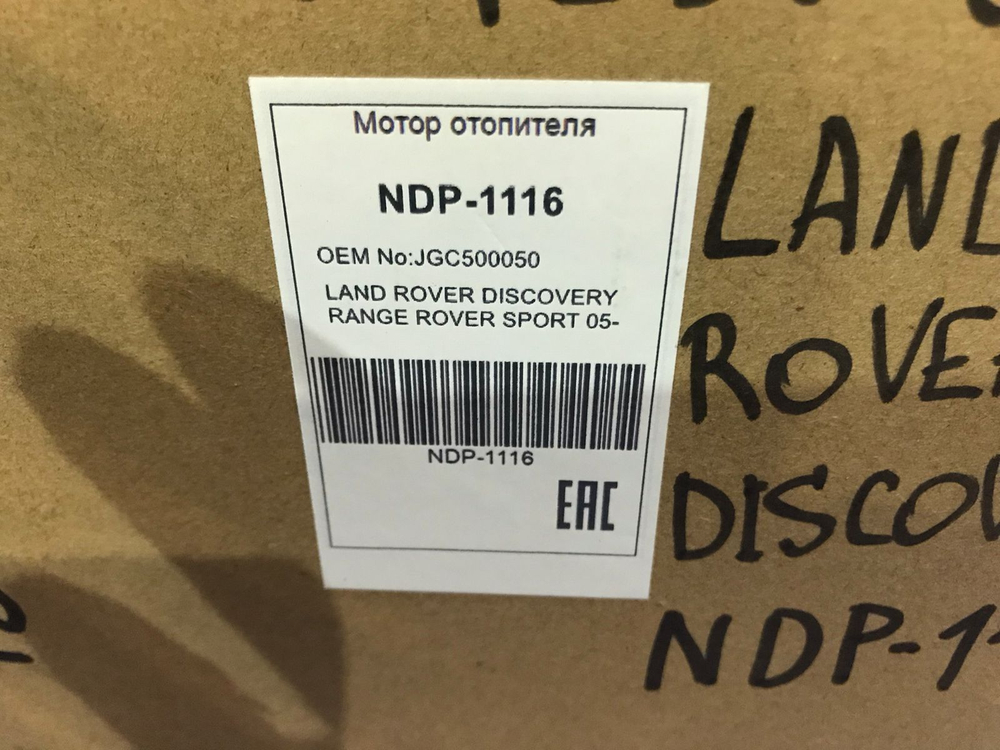 Мотор отопителя
NDP-1116
OEM No:JGC500050
LAND ROVER DISCOVERY
RANGE ROVER SPORT 05-
NDP-1116
EAC
LAND
ROVE
DISCO
NDP-1